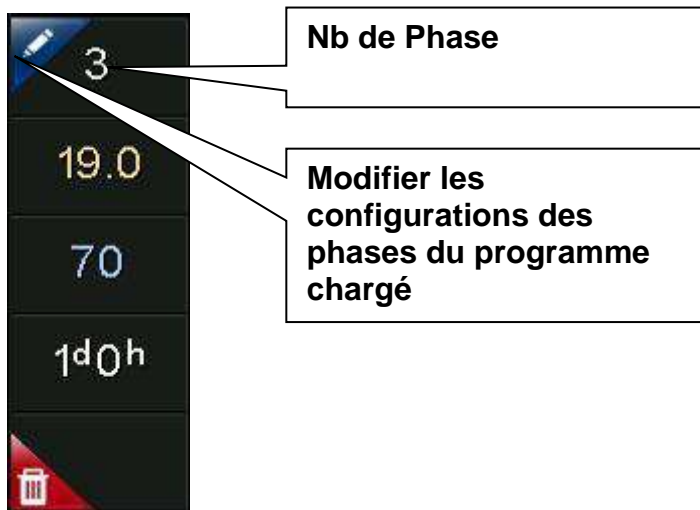 3
19.0
70
1d0h
Nb de Phase
Modifier les
configurations des
phases du programme
chargé